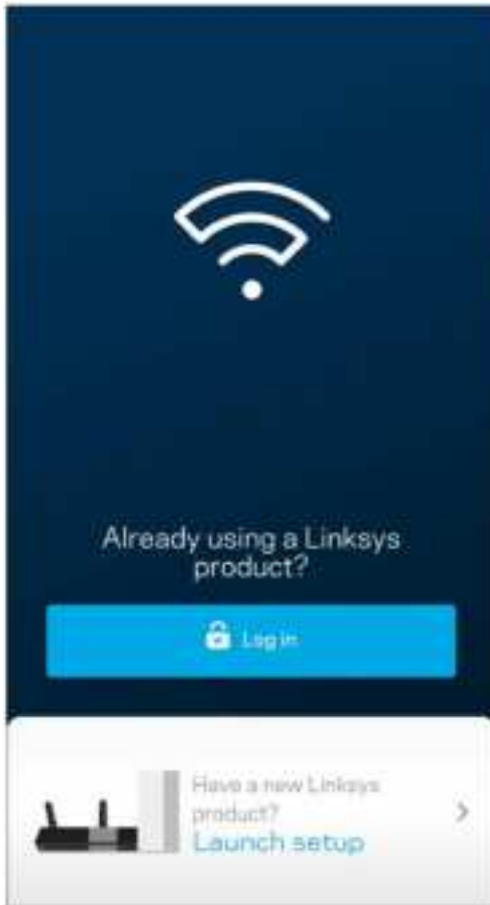 Already using a Linksys
product?
Log in
Have a new Linksys
product?
Launch setup